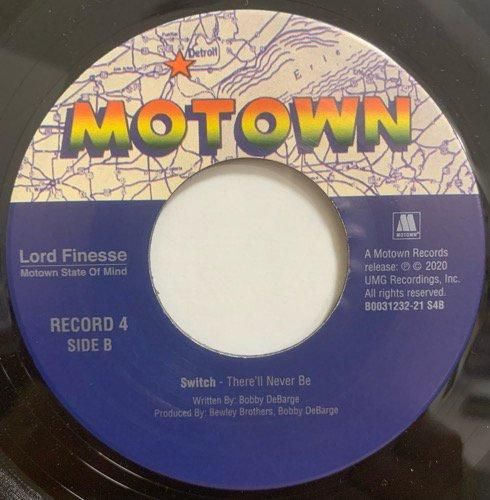 Detroit
Erie
MOTOWN
Lord Finesse
Motown State Of Mind
RECORD 4
SIDE B
M
MOTOWN
A Motown Records
release: ℗ © 2020
UMG Recordings, Inc.
All rights reserved.
B0031232-21 S4B
Switch - There'll Never Be
Written By: Bobby DeBarge
Produced By: Bewley Brothers, Bobby DeBarge